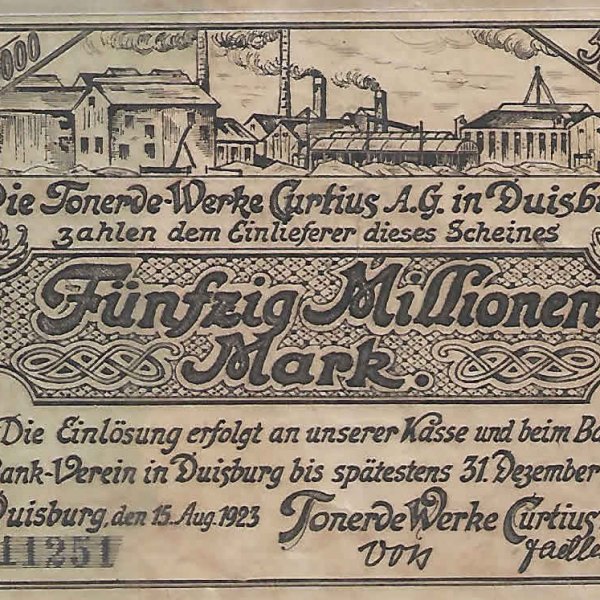 000
5
Die Tonerde-Werke Curtius A.G. in Duisbu
zahlen dem Einlieferer dieses Scheines
Fünfzig Millionen
Mark.
Die Einlösung erfolgt an unserer Kasse und beim Ba
Bank-Verein in Duisburg bis spätestens 31. Dezember
Duisburg, den 15. Aug. 1923 Tonerde Werke Curtius
11251